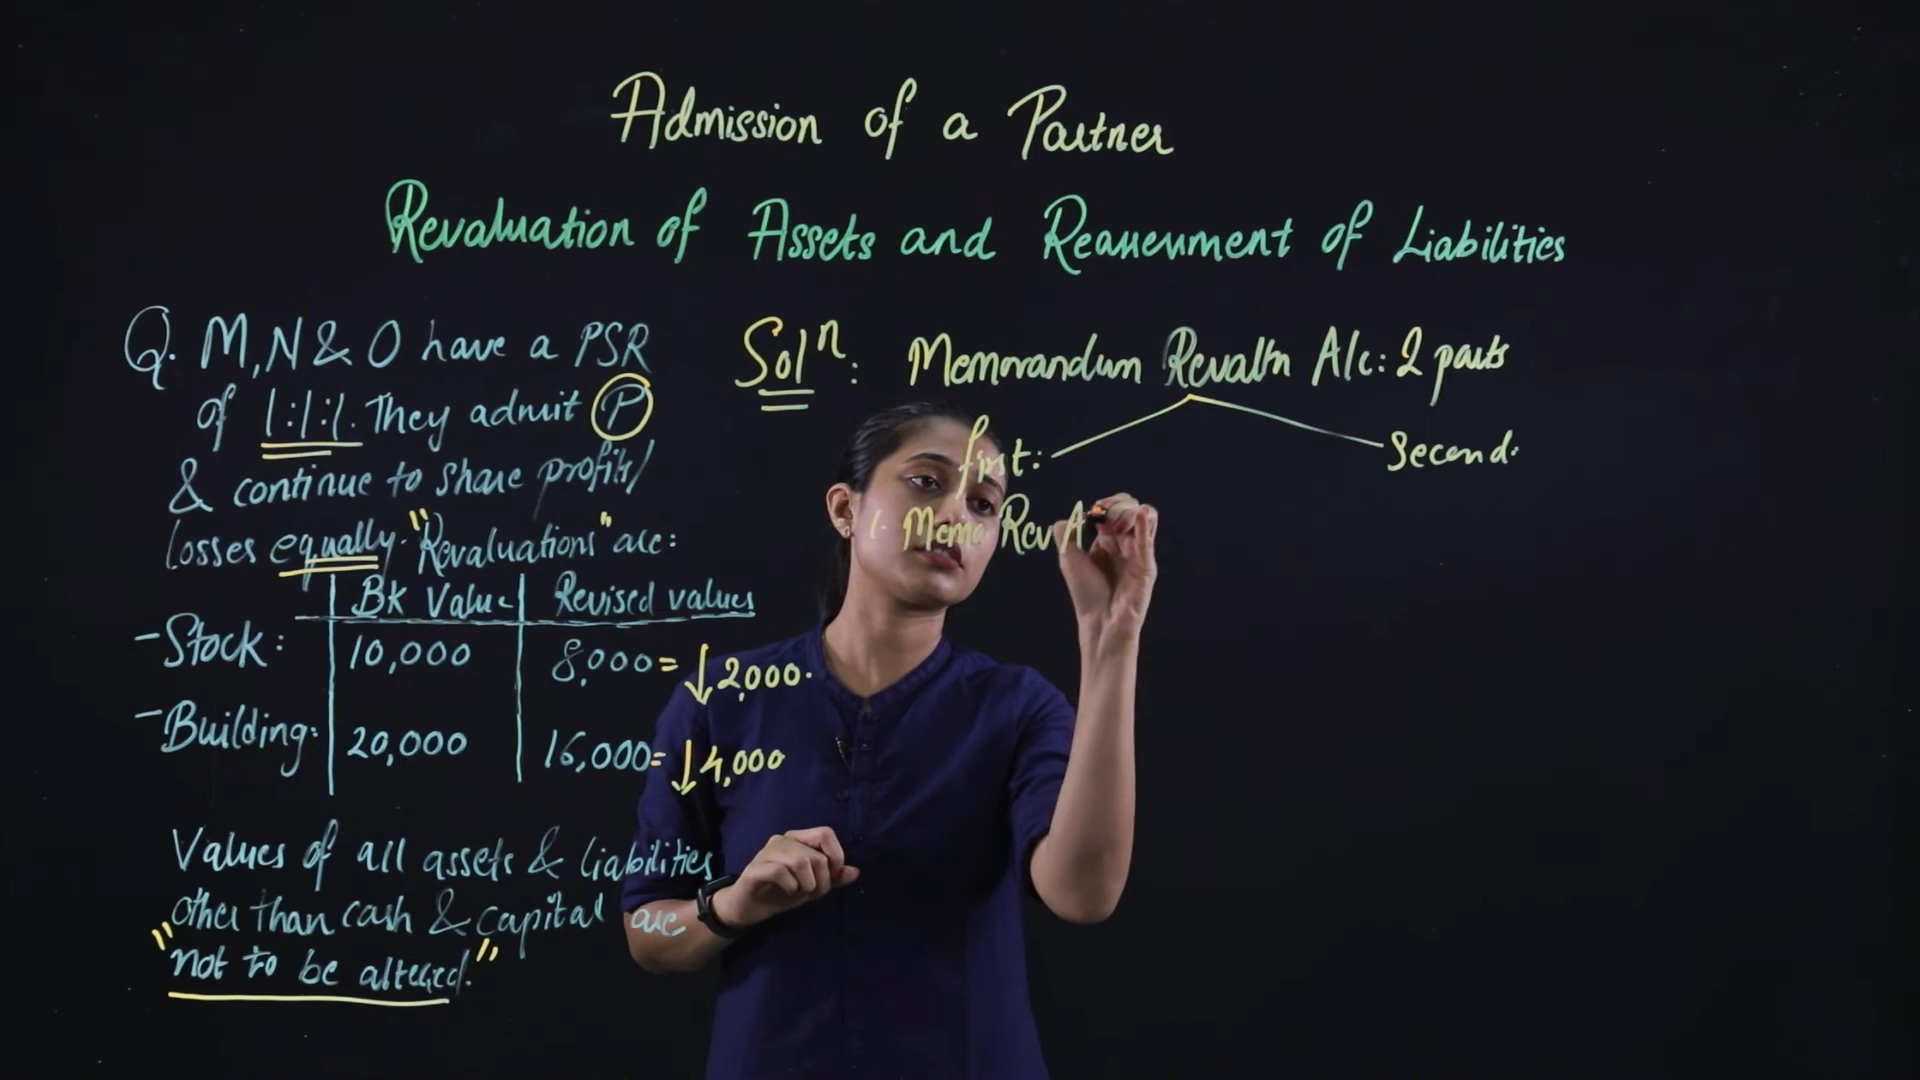 Admission of a Partner
Revaluation of Assets and Reassessment of Liabilities
Q. M, N & O have a PSR
of 1:1:1. They admit P
& continue to share profits/
losses equally. "Revaluations" are:
Bk Value Revised values
- Stock: 10,000 8,000 = ↓ 2,000.
- Building: 20,000 16,000 = ↓ 4,000
Values of all assets & liabilities
other than cash & capital are
"not to be altered."
Solⁿ: Memorandum Revaltn A/c: 2 parts
first: Second:
1. Memo Rev A